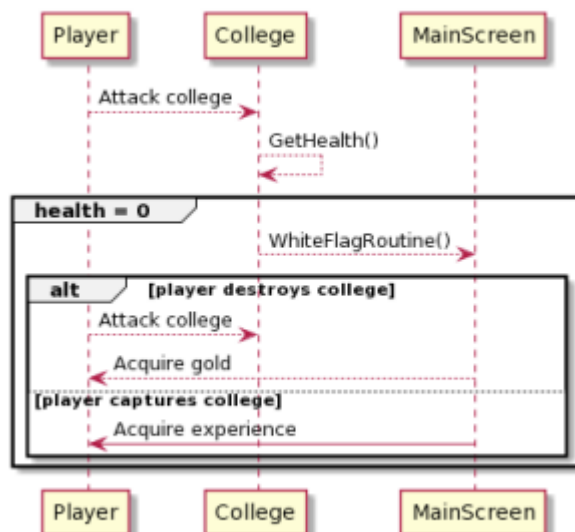 Player College MainScreen
Attack college
GetHealth()
health = 0
WhiteFlagRoutine()
alt [player destroys college]
Attack college
Acquire gold
[player captures college]
Acquire experience
Player College MainScreen